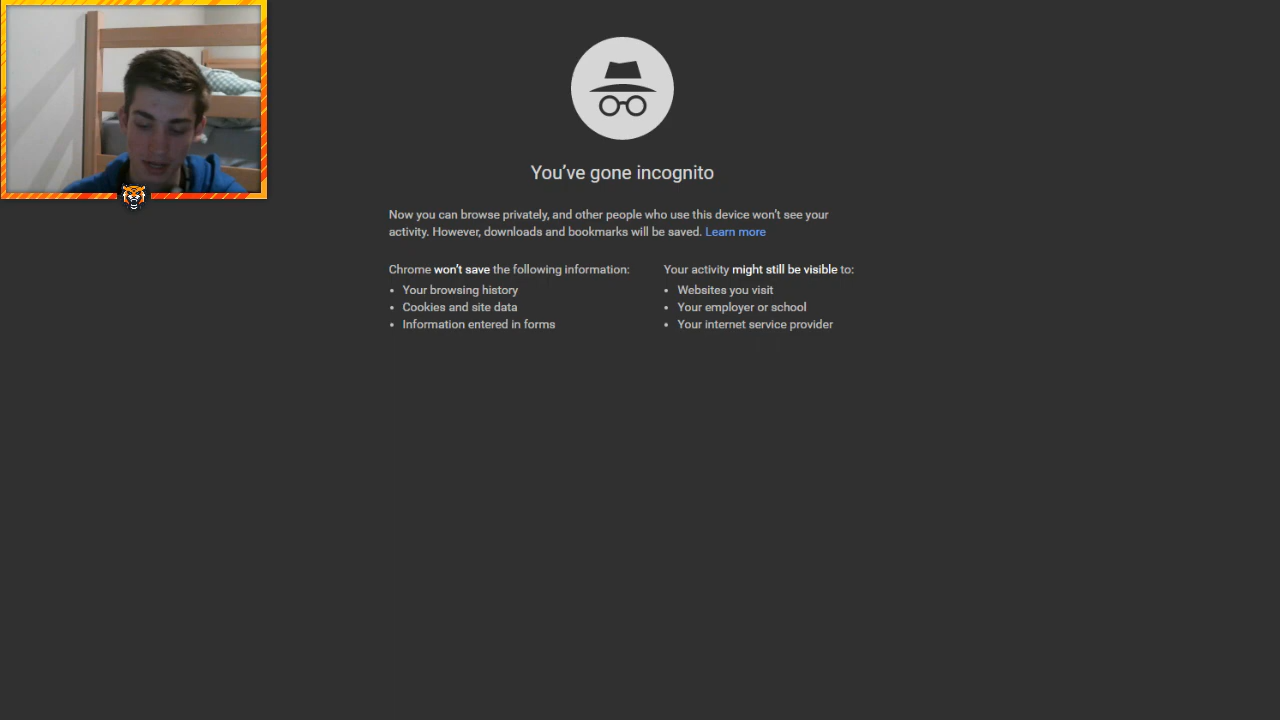 You've gone incognito
Now you can browse privately, and other people who use this device won't see your
activity. However, downloads and bookmarks will be saved. Learn more
Chrome won't save the following information:
• Your browsing history
• Cookies and site data
• Information entered in forms
Your activity might still be visible to:
• Websites you visit
• Your employer or school
• Your internet service provider